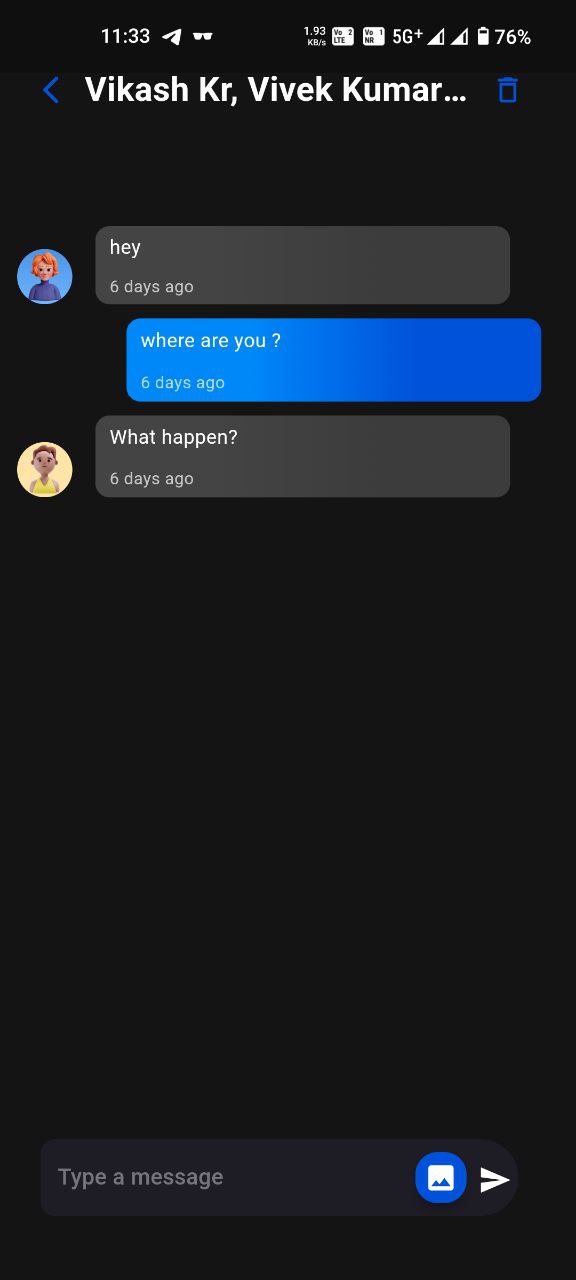 11:33 1.93 KB/s Vo 2 LTE Vo 1 NR 5G+ 76%
Vikash Kr, Vivek Kumar...
hey
6 days ago
where are you ?
6 days ago
What happen?
6 days ago
Type a message